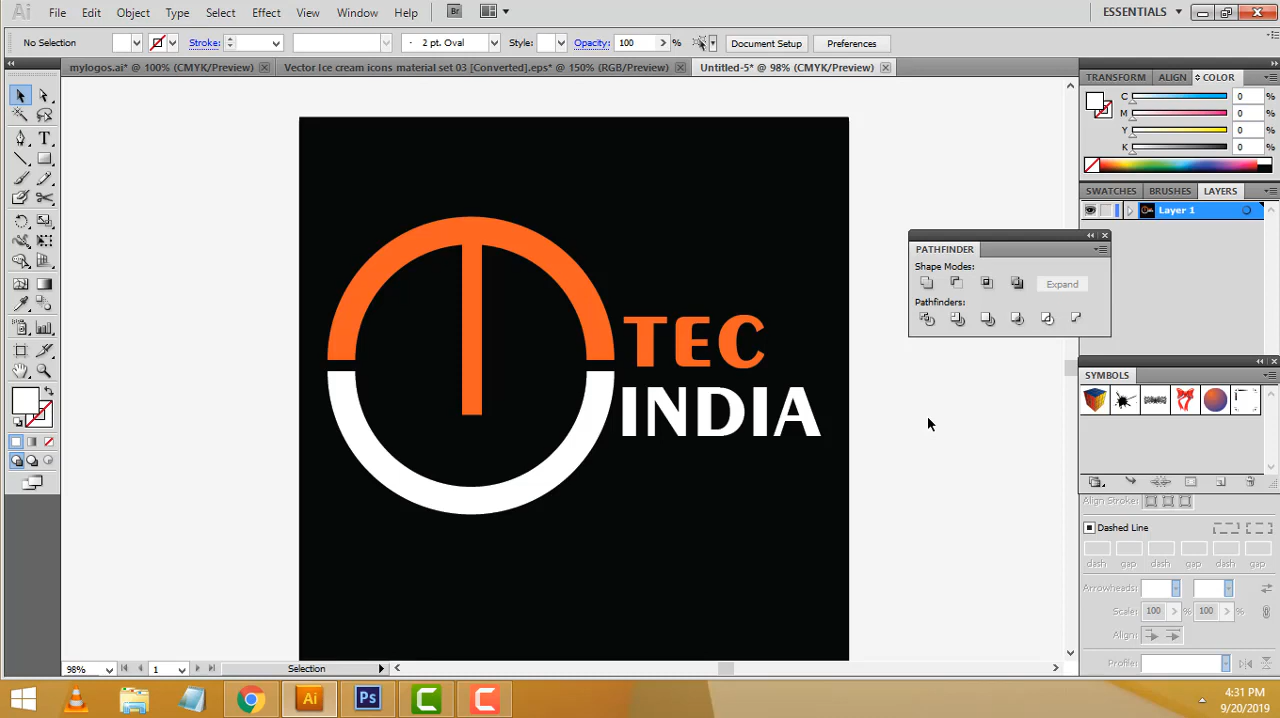 Ai File Edit Object Type Select Effect View Window Help Br ESSENTIALS
No Selection Stroke: 2 pt. Oval Style: Opacity: 100 % Document Setup Preferences
mylogos.ai* @ 100% (CMYK/Preview) Vector Ice cream icons material set 03 [Converted].eps* @ 150% (RGB/Preview) Untitled-5* @ 98% (CMYK/Preview)
TRANSFORM ALIGN COLOR
C 0 %
M 0 %
Y 0 %
K 0 %
SWATCHES BRUSHES LAYERS
Layer 1
PATHFINDER
Shape Modes:
Expand
Pathfinders:
TEC
INDIA
SYMBOLS
Align Stroke:
Dashed Line
dash gap dash gap dash gap
Arrowheads:
Scale: 100 % 100 %
Align:
Profile:
98% 1 Selection
Ai Ps C C
4:31 PM
9/20/2019